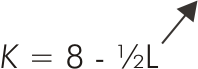 K = 8 - ½L